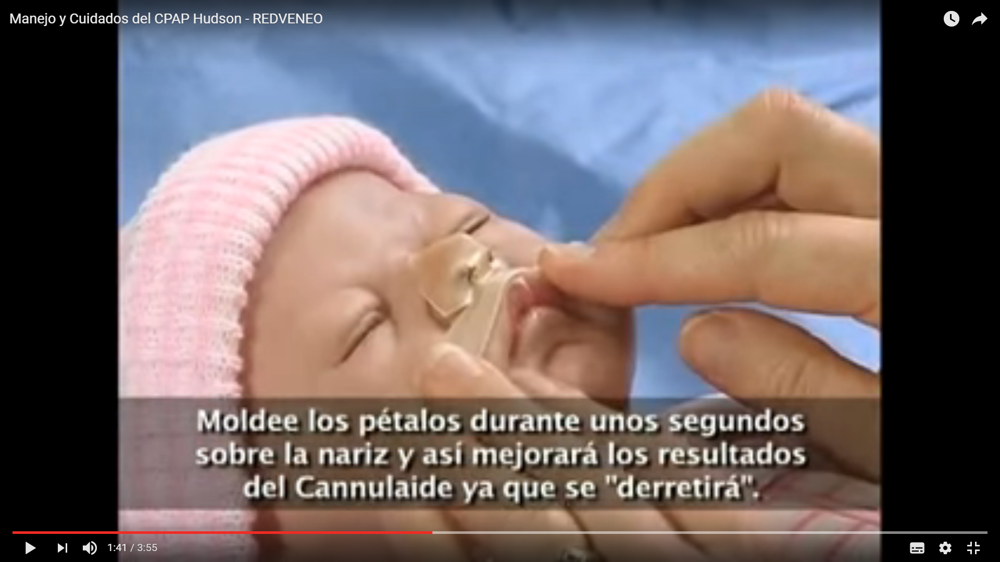 Manejo y Cuidados del CPAP Hudson - REDVENEO
Moldee los pétalos durante unos segundos
sobre la nariz y así mejorará los resultados
del Cannulaide ya que se "derretirá".
1:41 / 3:55